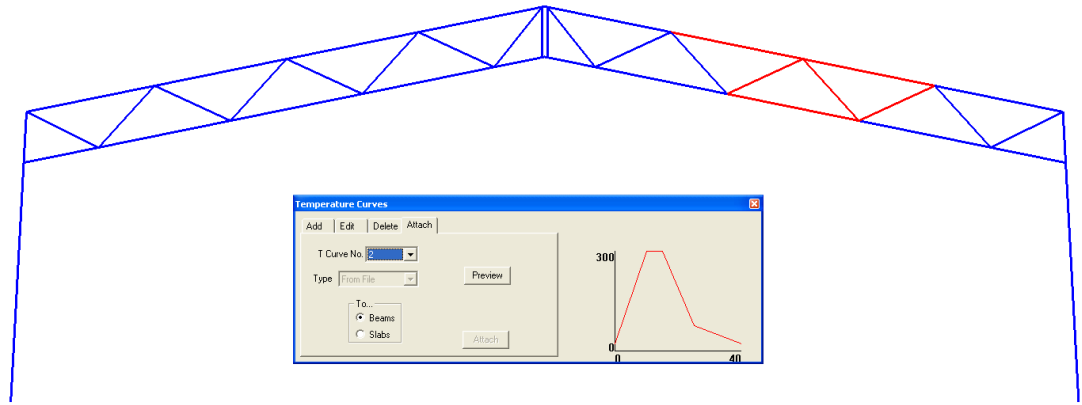 Temperature Curves
Add Edit Delete Attach
T Curve No. 2
Type From File
Preview
To...
Beams
Slabs
Attach
300
0
0 40